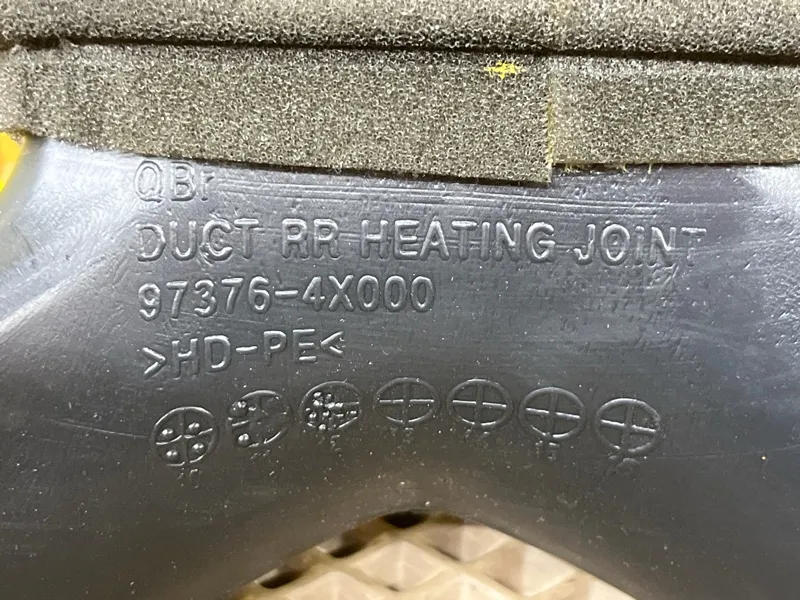 QBr
DUCT RR HEATING JOINT
97376-4X000
>HD-PE<